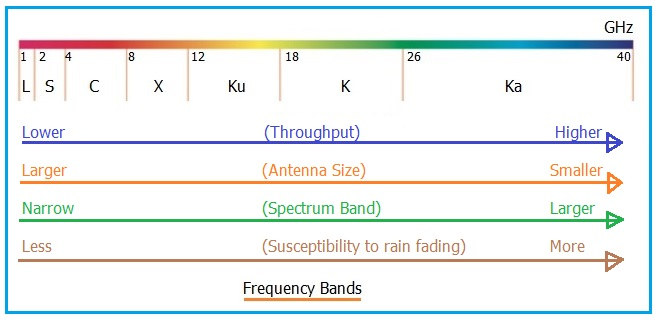 GHz
1 2 4 8 12 18 26 40
L S C X Ku K Ka
Lower (Throughput) Higher
Larger (Antenna Size) Smaller
Narrow (Spectrum Band) Larger
Less (Susceptibility to rain fading) More
Frequency Bands